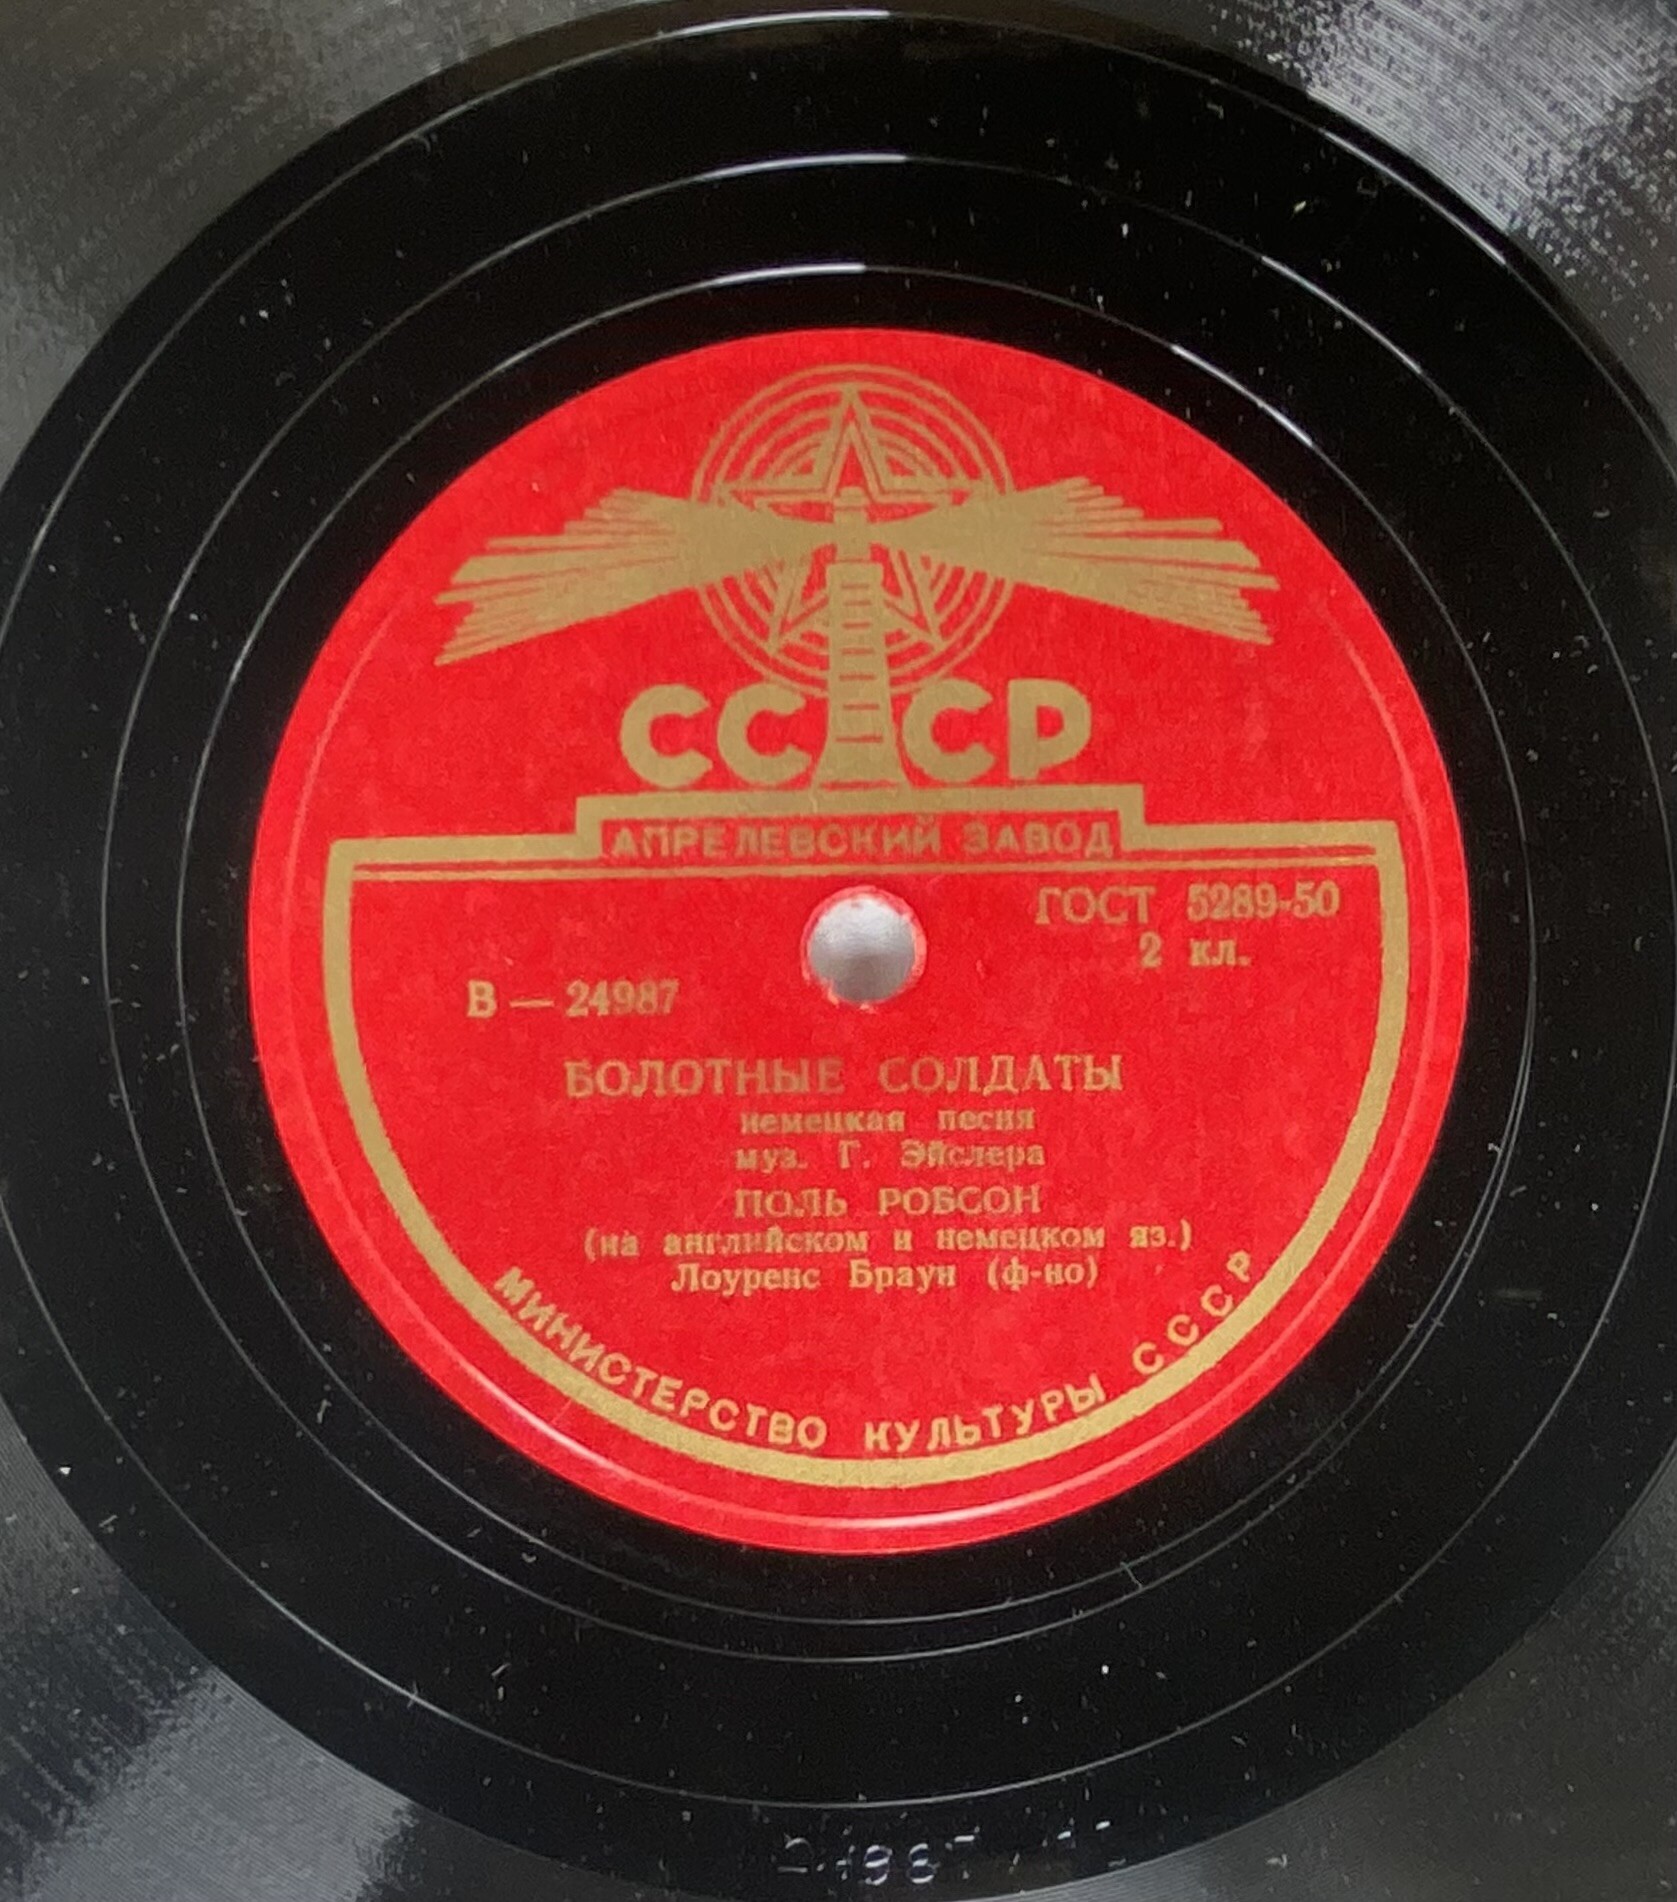 СССР
АПРЕЛЕВСКИЙ ЗАВОД
ГОСТ 5289-50
2 кл.
В — 24987
БОЛОТНЫЕ СОЛДАТЫ
немецкая песня
муз. Г. Эйслера
ПОЛЬ РОБСОН
(на английском и немецком яз.)
Лоуренс Браун (ф-но)
МИНИСТЕРСТВО КУЛЬТУРЫ СССР